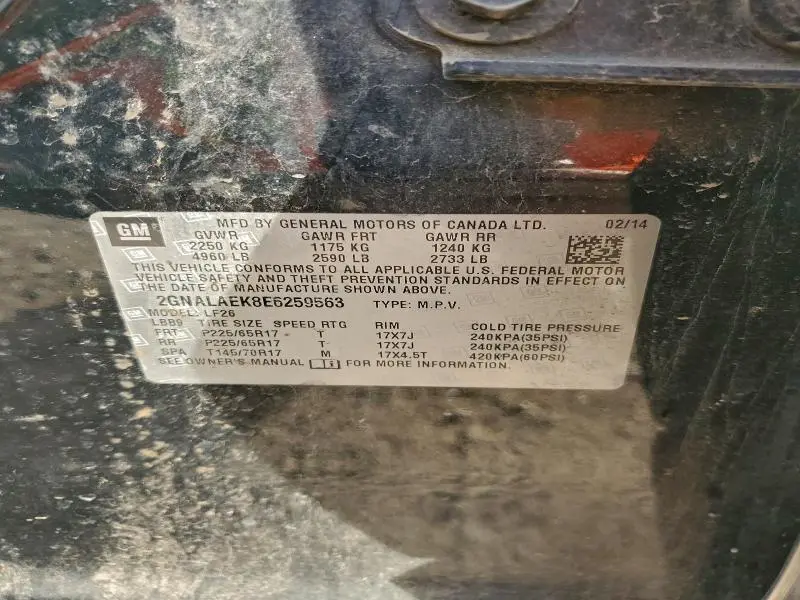 GM MFD BY GENERAL MOTORS OF CANADA LTD. 02/14
GVWR GAWR FRT GAWR RR
2250 KG 1175 KG 1240 KG
4960 LB 2590 LB 2733 LB
THIS VEHICLE CONFORMS TO ALL APPLICABLE U.S. FEDERAL MOTOR
VEHICLE SAFETY AND THEFT PREVENTION STANDARDS IN EFFECT ON
THE DATE OF MANUFACTURE SHOWN ABOVE.
2GNALAEK8E6259563 TYPE: M.P.V.
MODEL: LF26
LBB9 TIRE SIZE SPEED RTG RIM COLD TIRE PRESSURE
FRT P225/65R17 T 17X7J 240KPA(35PSI)
RR P225/65R17 T 17X7J 240KPA(35PSI)
SPA T145/70R17 M 17X4.5T 420KPA(60PSI)
SEE OWNER'S MANUAL FOR MORE INFORMATION.